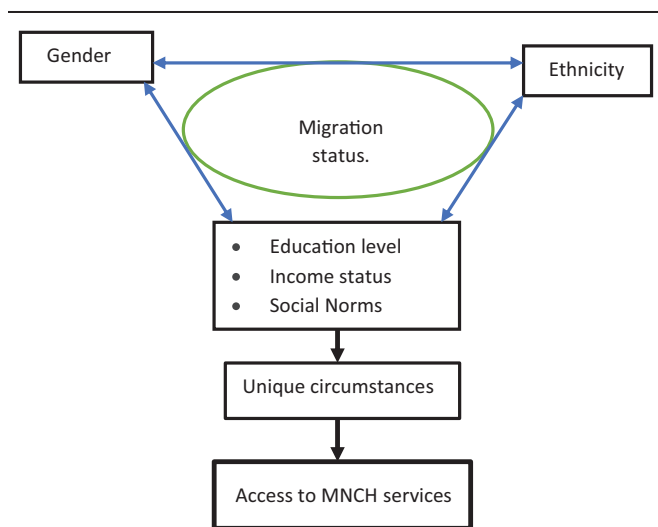 Gender
Ethnicity
Migration
status.
• Education level
• Income status
• Social Norms
Unique circumstances
Access to MNCH services